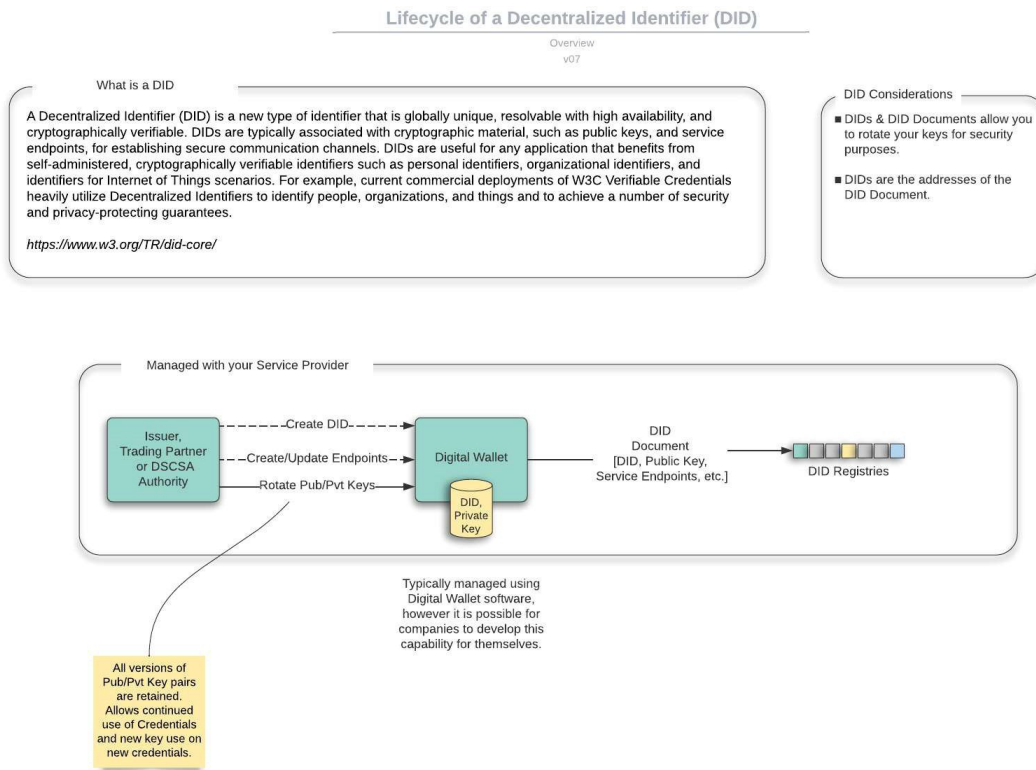 Lifecycle of a Decentralized Identifier (DID)
Overview
v07
What is a DID
A Decentralized Identifier (DID) is a new type of identifier that is globally unique, resolvable with high availability, and
cryptographically verifiable. DIDs are typically associated with cryptographic material, such as public keys, and service
endpoints, for establishing secure communication channels. DIDs are useful for any application that benefits from
self-administered, cryptographically verifiable identifiers such as personal identifiers, organizational identifiers, and
identifiers for Internet of Things scenarios. For example, current commercial deployments of W3C Verifiable Credentials
heavily utilize Decentralized Identifiers to identify people, organizations, and things and to achieve a number of security
and privacy-protecting guarantees.
https://www.w3.org/TR/did-core/
DID Considerations
■ DIDs & DID Documents allow you
to rotate your keys for security
purposes.
■ DIDs are the addresses of the
DID Document.
Managed with your Service Provider
Issuer,
Trading Partner
or DSCSA
Authority
Create DID
Create/Update Endpoints
Rotate Pub/Pvt Keys
Digital Wallet
DID,
Private
Key
DID
Document
[DID, Public Key,
Service Endpoints, etc.]
DID Registries
Typically managed using
Digital Wallet software,
however it is possible for
companies to develop this
capability for themselves.
All versions of
Pub/Pvt Key pairs
are retained.
Allows continued
use of Credentials
and new key use on
new credentials.